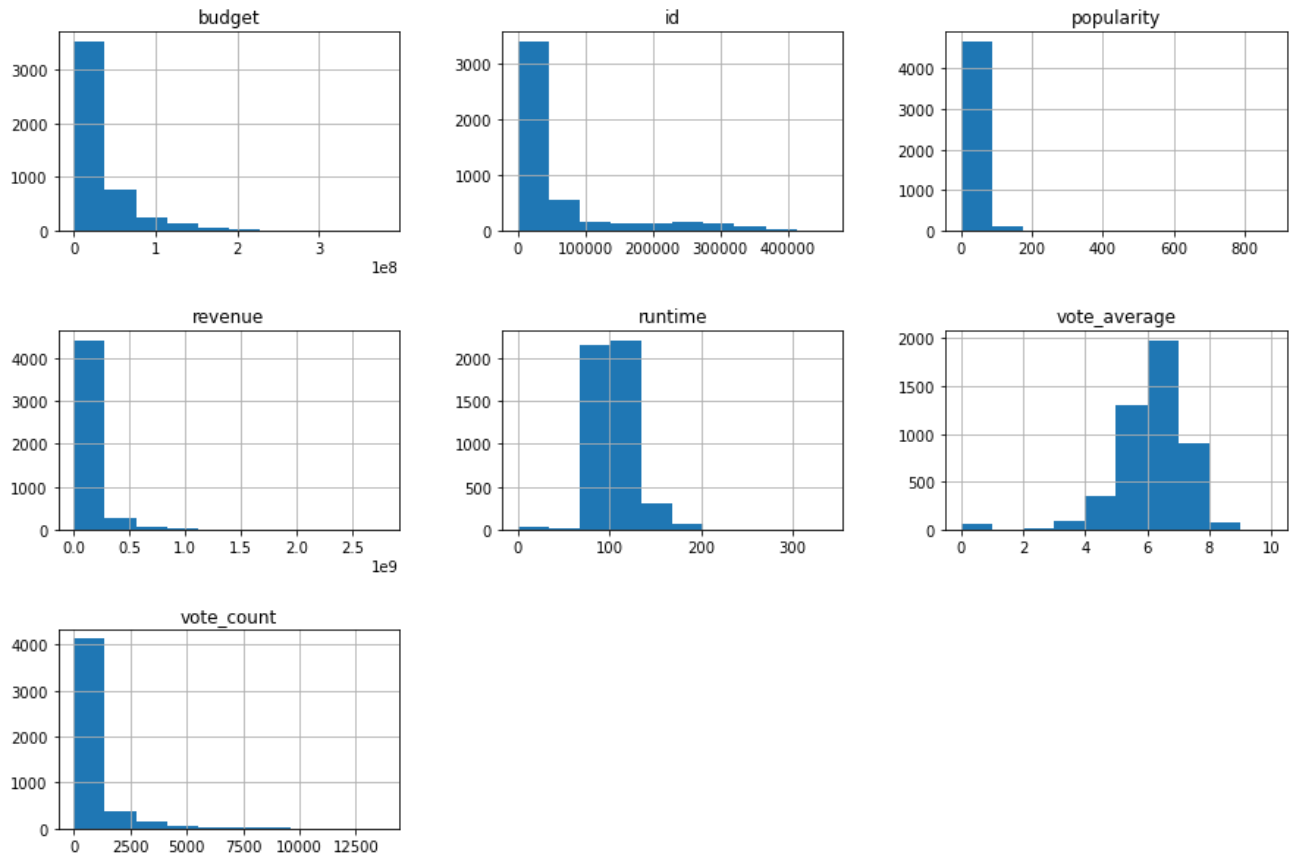 budget
id
popularity
3000
2000
1000
0
0 1 2 3
1e8
3000
2000
1000
0
0 100000 200000 300000 400000
4000
3000
2000
1000
0
0 200 400 600 800
revenue
runtime
vote_average
4000
3000
2000
1000
0
0.0 0.5 1.0 1.5 2.0 2.5
1e9
2000
1500
1000
500
0
0 100 200 300
2000
1500
1000
500
0
0 2 4 6 8 10
vote_count
4000
3000
2000
1000
0
0 2500 5000 7500 10000 12500